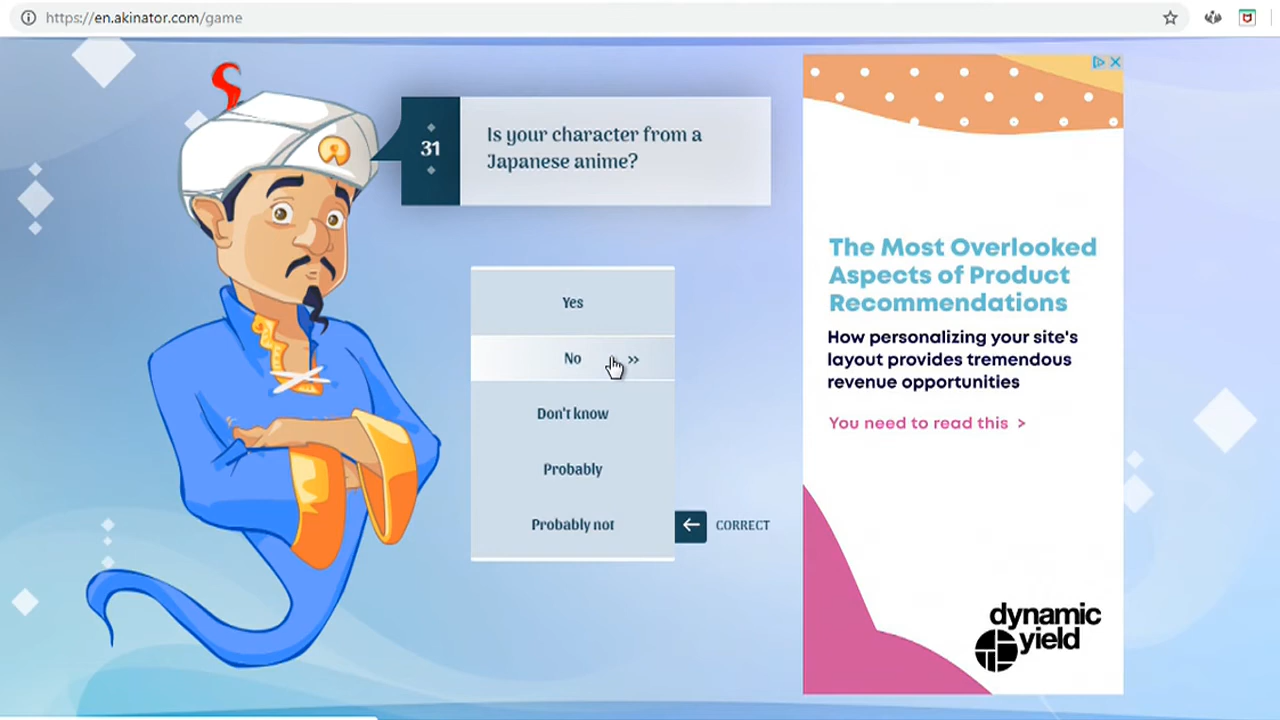 https://en.akinator.com/game
31
Is your character from a
Japanese anime?
Yes
No »
Don't know
Probably
Probably not
CORRECT
The Most Overlooked
Aspects of Product
Recommendations
How personalizing your site's
layout provides tremendous
revenue opportunities
You need to read this >
dynamic
yield